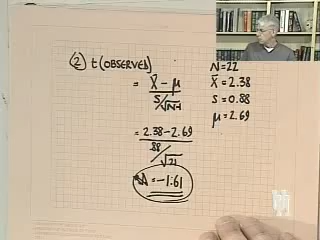 ② t (OBSERVED)
= X̄ - μ
S/√N-1
= 2.38-2.69
.88/√21
= -1.61
N=22
X̄ = 2.38
S = 0.88
μ = 2.69